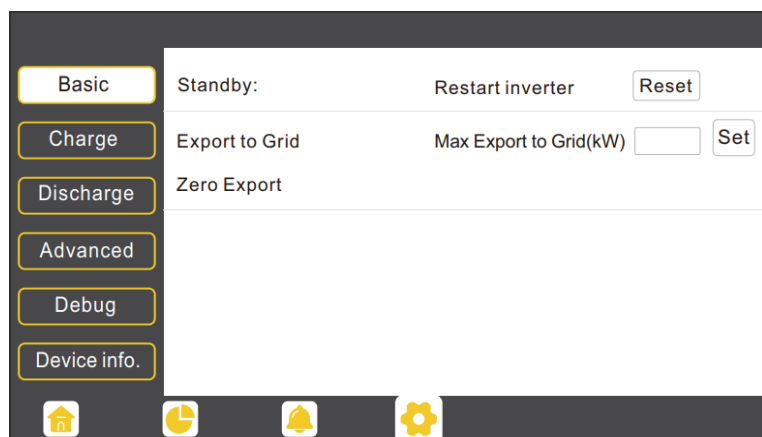 Basic
Standby:
Restart inverter
Reset
Charge
Export to Grid
Max Export to Grid(kW)
Set
Discharge
Zero Export
Advanced
Debug
Device info.